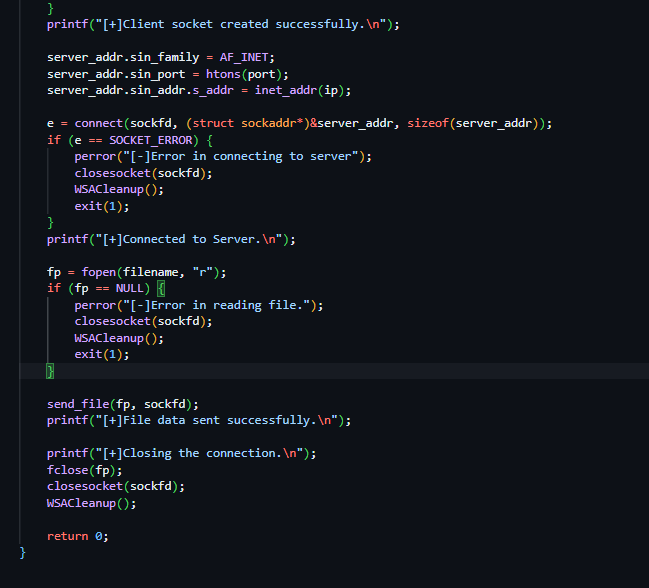 }
printf("[+]Client socket created successfully.\n");
server_addr.sin_family = AF_INET;
server_addr.sin_port = htons(port);
server_addr.sin_addr.s_addr = inet_addr(ip);
e = connect(sockfd, (struct sockaddr*)&server_addr, sizeof(server_addr));
if (e == SOCKET_ERROR) {
perror("[-]Error in connecting to server");
closesocket(sockfd);
WSACleanup();
exit(1);
}
printf("[+]Connected to Server.\n");
fp = fopen(filename, "r");
if (fp == NULL) {
perror("[-]Error in reading file.");
closesocket(sockfd);
WSACleanup();
exit(1);
}
send_file(fp, sockfd);
printf("[+]File data sent successfully.\n");
printf("[+]Closing the connection.\n");
fclose(fp);
closesocket(sockfd);
WSACleanup();
return 0;
}